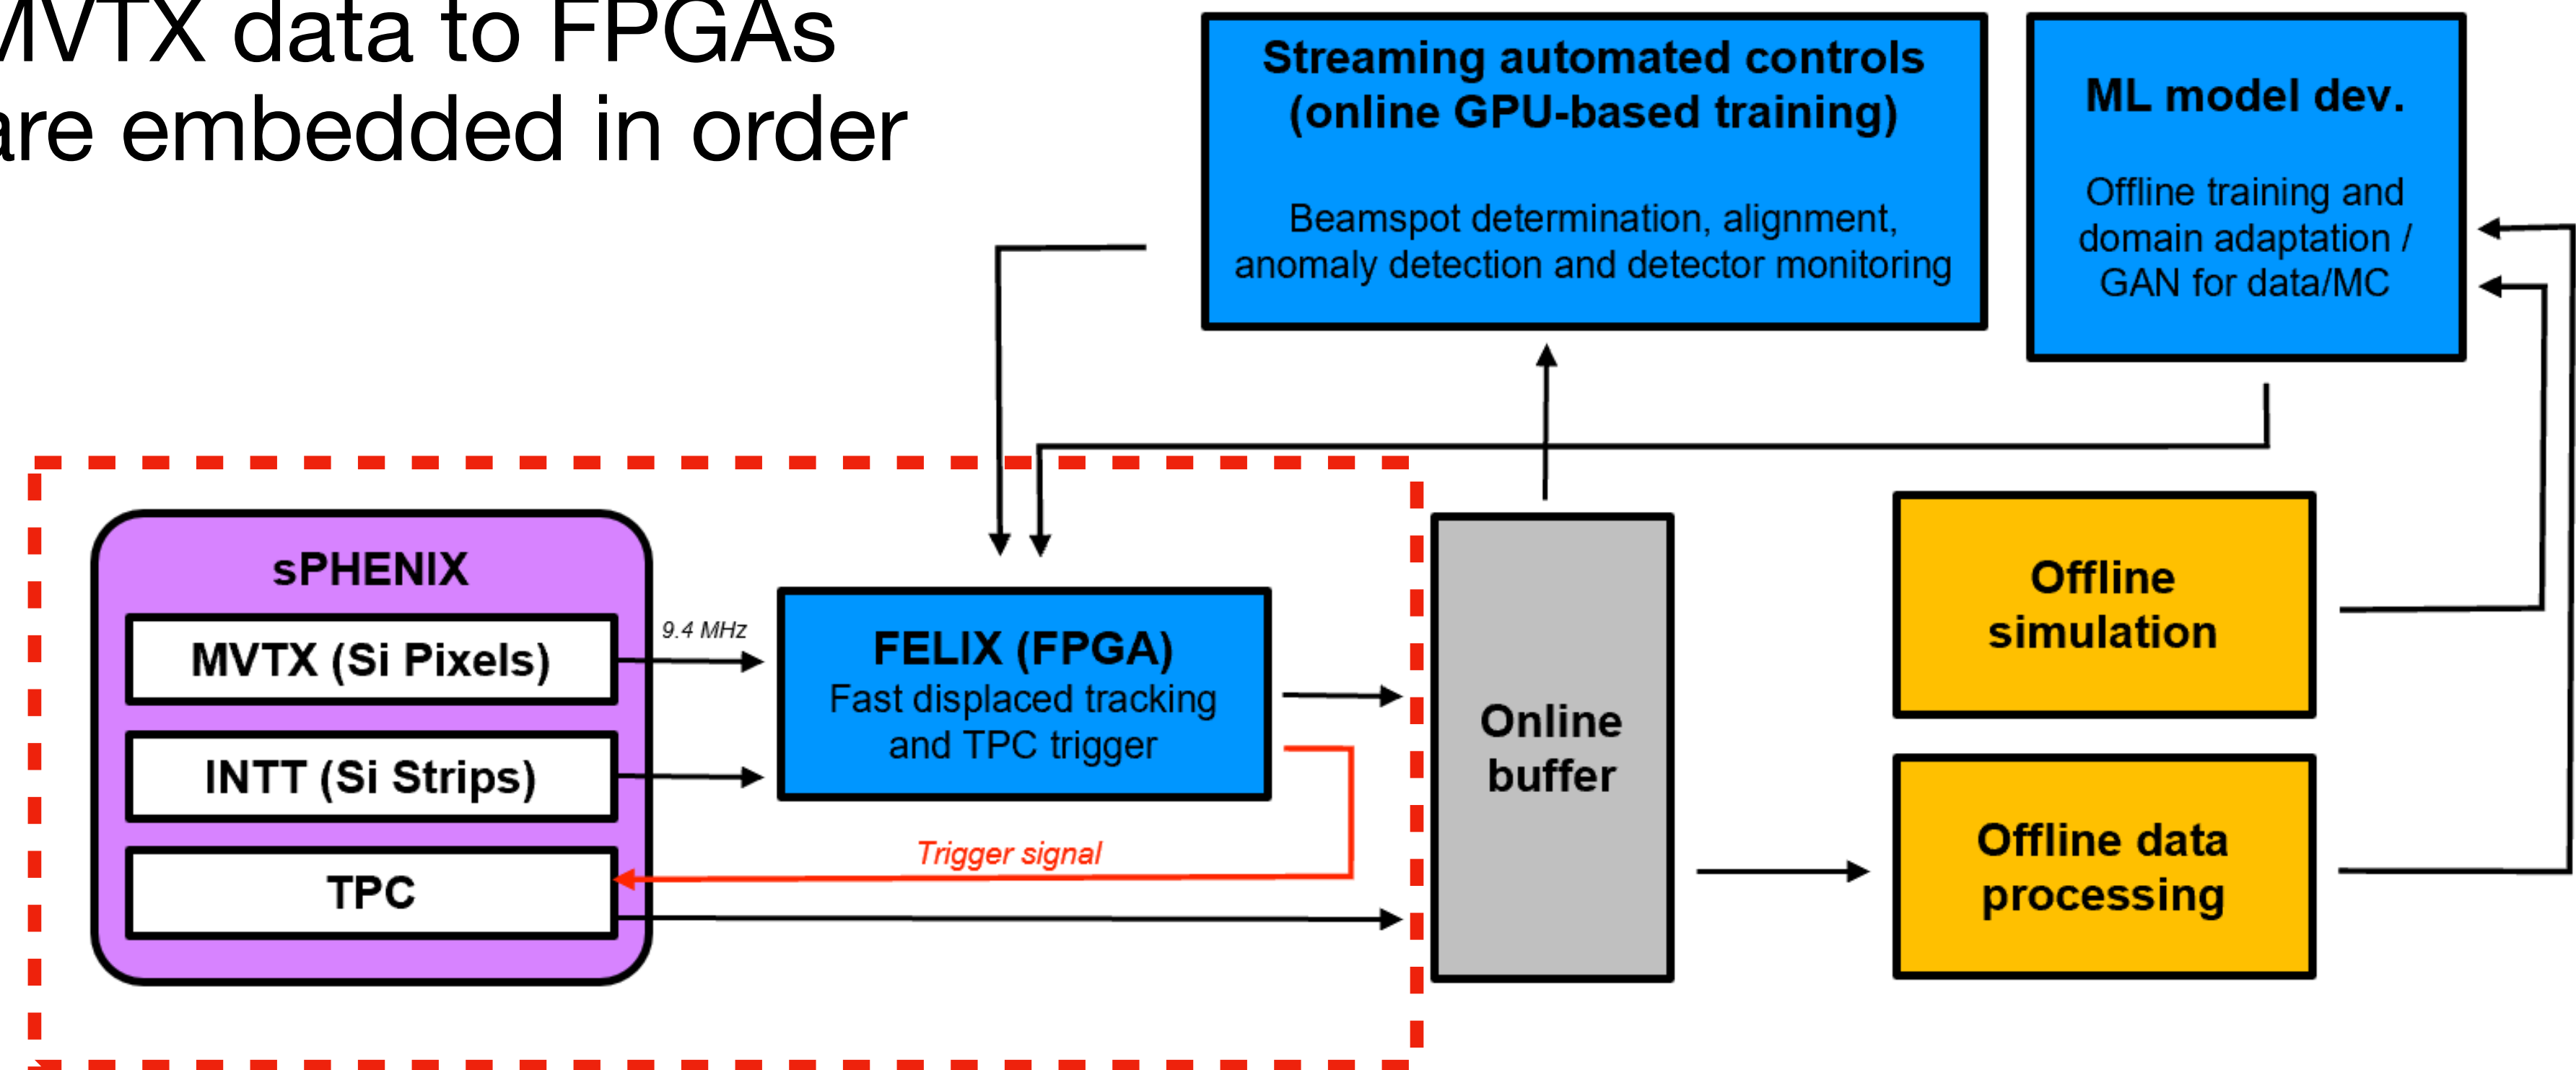 MVTX data to FPGAs
are embedded in order
Streaming automated controls
(online GPU-based training)
Beamspot determination, alignment,
anomaly detection and detector monitoring
ML model dev.
Offline training and
domain adaptation /
GAN for data/MC
sPHENIX
MVTX (Si Pixels)
INTT (Si Strips)
TPC
9.4 MHz
FELIX (FPGA)
Fast displaced tracking
and TPC trigger
Trigger signal
Online
buffer
Offline
simulation
Offline data
processing